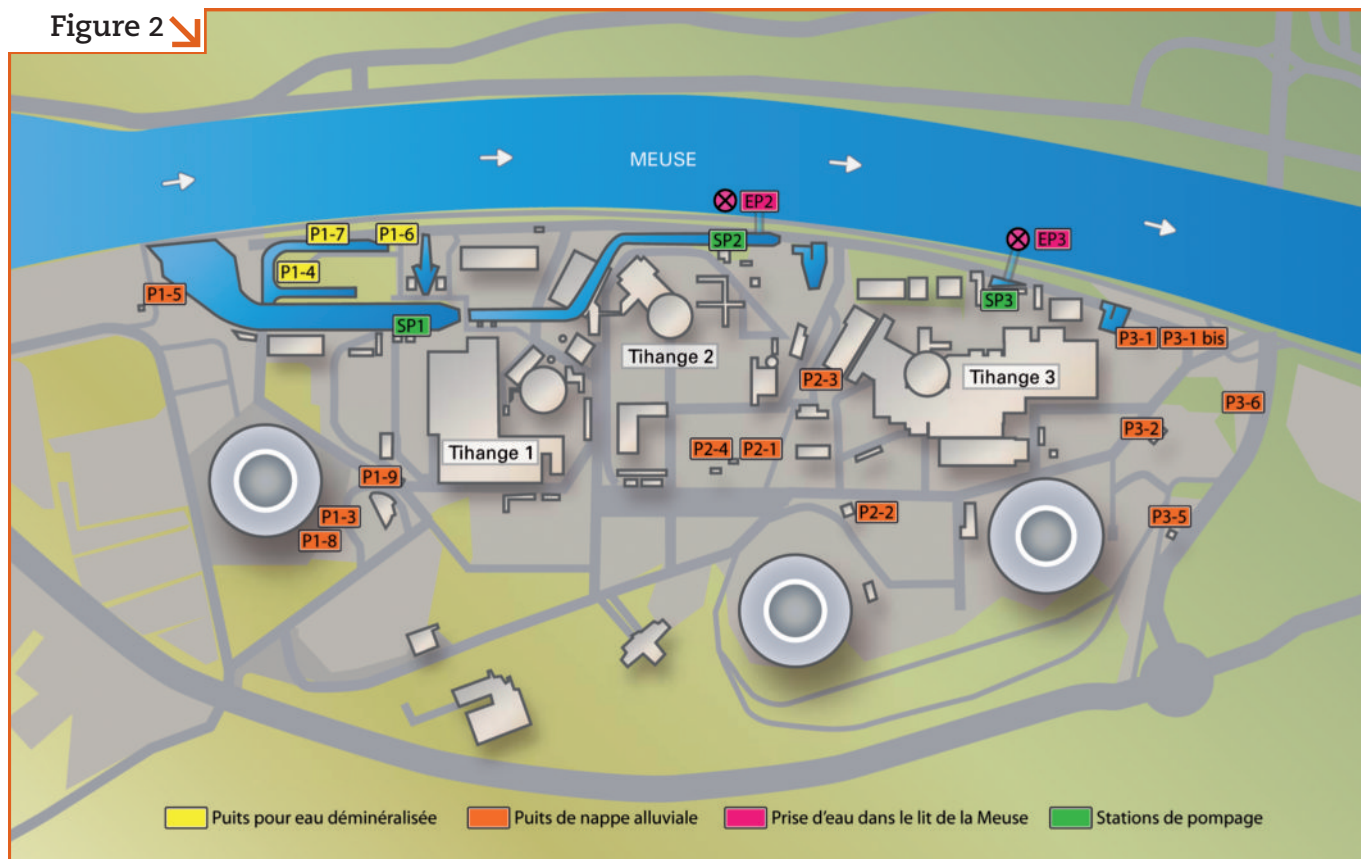 Figure 2
MEUSE
EP2
P1-7
P1-6
SP2
EP3
P1-4
P1-5
SP3
SP1
P3-1
P3-1 bis
Tihange 2
P2-3
Tihange 3
P3-6
P3-2
Tihange 1
P2-4
P2-1
P1-9
P1-3
P2-2
P3-5
P1-8
Puits pour eau déminéralisée
Puits de nappe alluviale
Prise d'eau dans le lit de la Meuse
Stations de pompage